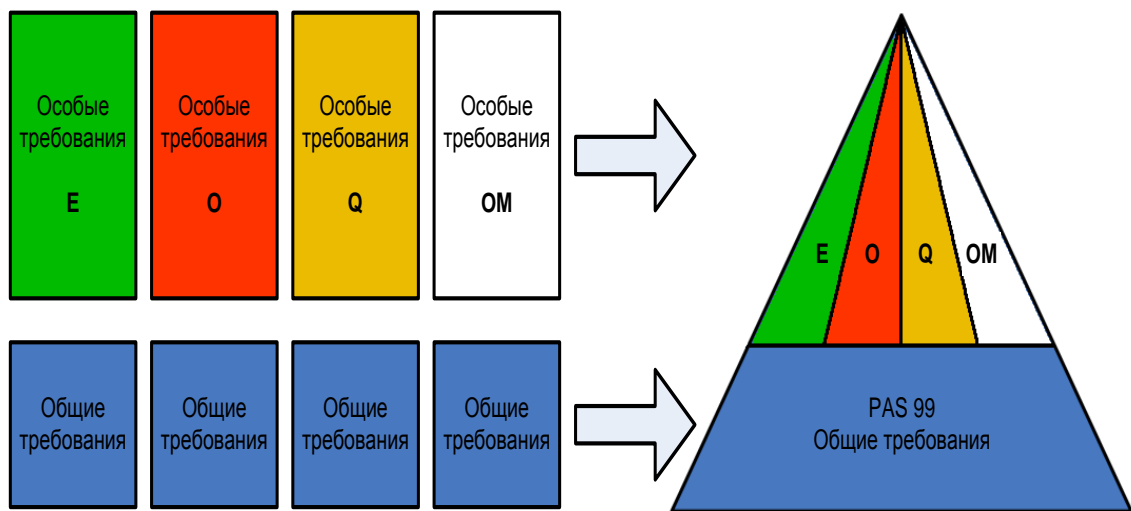 Особые
требования
E
Особые
требования
O
Особые
требования
Q
Особые
требования
OM
E
O
Q
OM
Общие
требования
Общие
требования
Общие
требования
Общие
требования
PAS 99
Общие требования